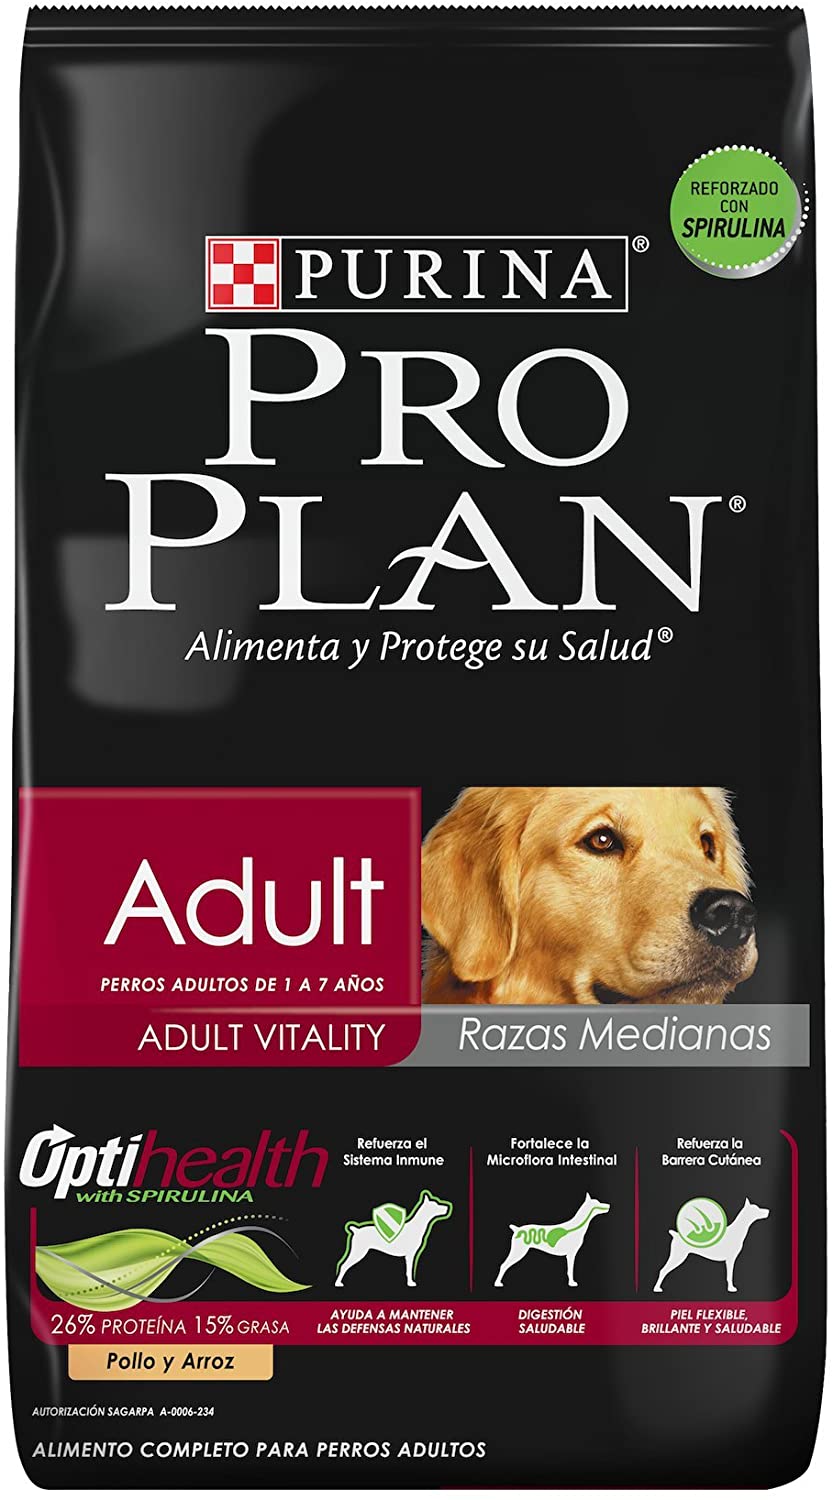 REFORZADO
CON
SPIRULINA
PURINA®
PRO
PLAN®
Alimenta y Protege su Salud®
Adult
PERROS ADULTOS DE 1 A 7 AÑOS
ADULT VITALITY
Razas Medianas
Optihealth
with SPIRULINA
Refuerza el
Sistema Inmune
Fortalece la
Microflora Intestinal
Refuerza la
Barrera Cutánea
26% PROTEÍNA 15% GRASA
AYUDA A MANTENER
LAS DEFENSAS NATURALES
DIGESTIÓN
SALUDABLE
PIEL FLEXIBLE,
BRILLANTE Y SALUDABLE
Pollo y Arroz
AUTORIZACIÓN SAGARPA A-0006-234
ALIMENTO COMPLETO PARA PERROS ADULTOS